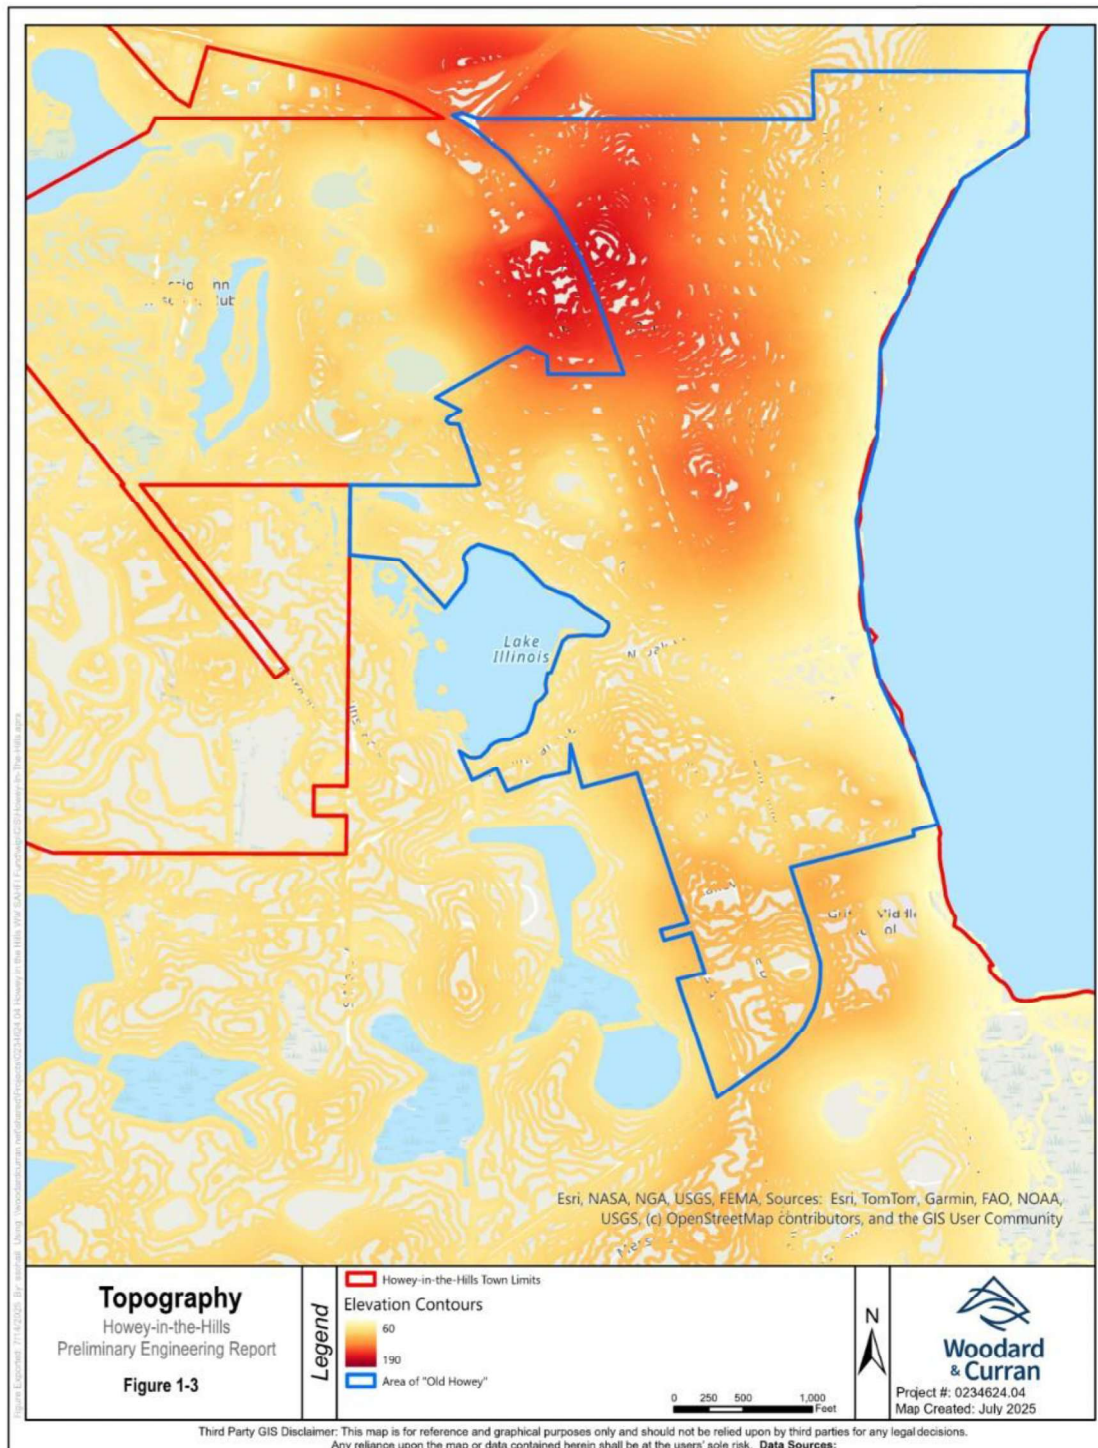 Lake
Illinois
Esri, NASA, NGA, USGS, FEMA, Sources: Esri, TomTom, Garmin, FAO, NOAA,
USGS, (c) OpenStreetMap contributors, and the GIS User Community
Topography
Howey-in-the-Hills
Preliminary Engineering Report
Figure 1-3
Legend
Howey-in-the-Hills Town Limits
Elevation Contours
60
190
Area of "Old Howey"
0 250 500 1,000
Feet
N
Woodard
& Curran
Project #: 0234624.04
Map Created: July 2025
Third Party GIS Disclaimer: This map is for reference and graphical purposes only and should not be relied upon by third parties for any legal decisions.
Any reliance upon the map or data contained herein shall be at the users' sole risk. Data Sources: